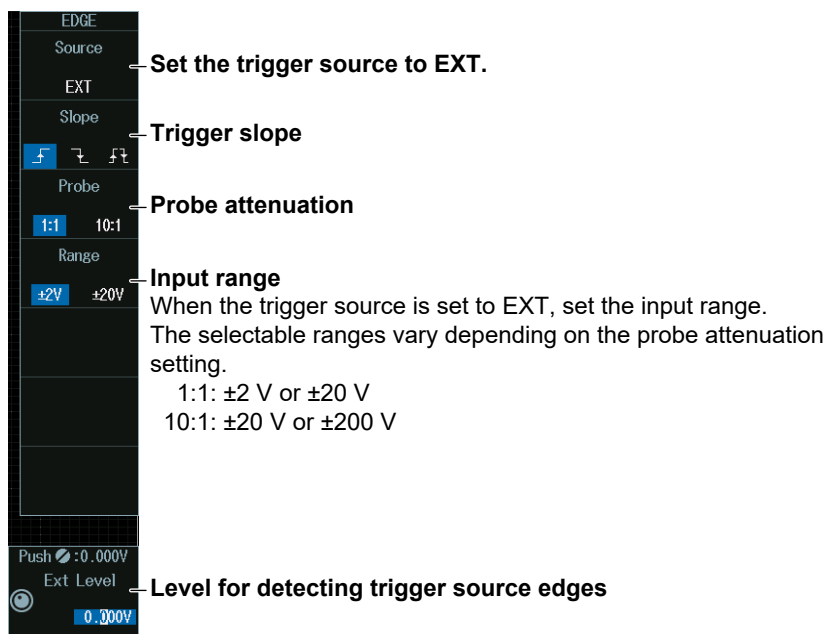 EDGE
Source
EXT
Set the trigger source to EXT.
Slope
Trigger slope
Probe
1:1 10:1
Probe attenuation
Range
±2V ±20V
Input range
When the trigger source is set to EXT, set the input range.
The selectable ranges vary depending on the probe attenuation
setting.
1:1: ±2 V or ±20 V
10:1: ±20 V or ±200 V
Push :0.000V
Ext Level
0.000V
Level for detecting trigger source edges